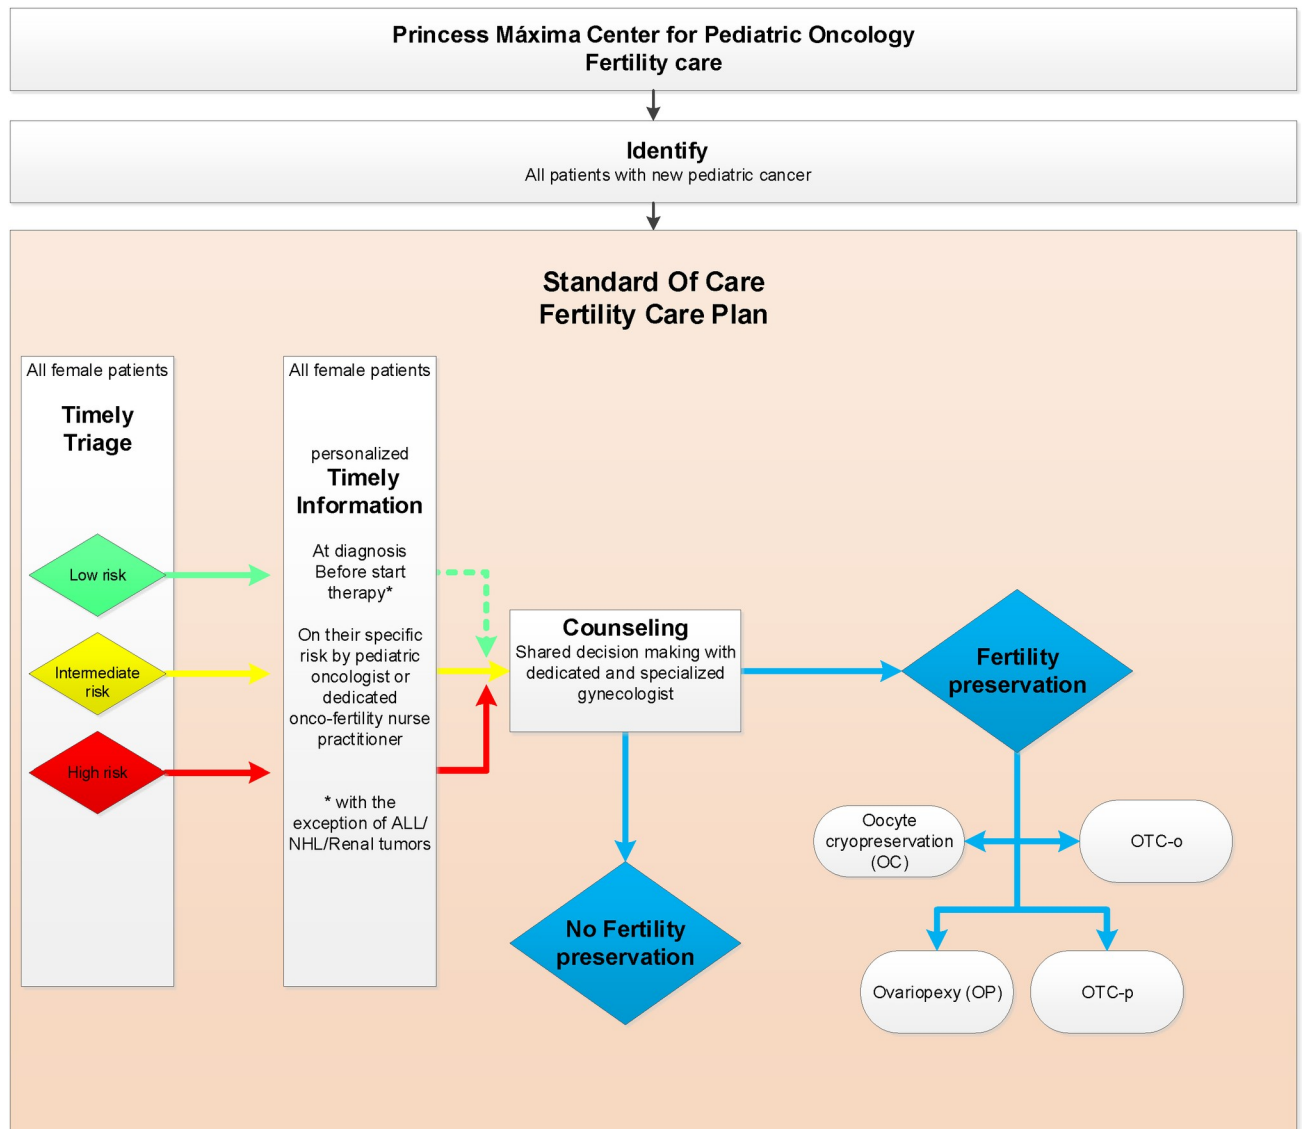 Princess Máxima Center for Pediatric Oncology
Fertility care
Identify
All patients with new pediatric cancer
Standard Of Care
Fertility Care Plan
All female patients
Timely
Triage
Low risk
Intermediate
risk
High risk
All female patients
personalized
Timely
Information
At diagnosis
Before start
therapy*
On their specific
risk by pediatric
oncologist or
dedicated
onco-fertility nurse
practitioner
* with the
exception of ALL/
NHL/Renal tumors
Counseling
Shared decision making with
dedicated and specialized
gynecologist
No Fertility
preservation
Fertility
preservation
Oocyte
cryopreservation
(OC)
OTC-o
Ovariopexy (OP)
OTC-p